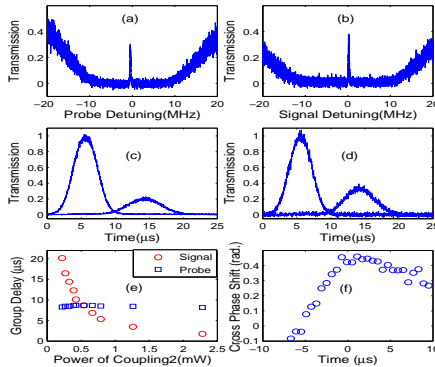 (a)
Transmission
0.4
0.2
0
−20 −10 0 10 20
Probe Detuning(MHz)
(b)
Transmission
0.4
0.2
0
−20 −10 0 10 20
Signal Detuning(MHz)
(c)
Transmission
1
0.8
0.6
0.4
0.2
0
0 5 10 15 20 25
Time(μs)
(d)
Transmission
1
0.8
0.6
0.4
0.2
0
0 5 10 15 20 25
Time(μs)
(e)
Group Delay (μs)
20
15
10
5
0
Signal
Probe
0 0.5 1 1.5 2 2.5
Power of Coupling2(mW)
(f)
Cross Phase Shift (rad.)
0.4
0.3
0.2
0.1
0
−0.1
−10 −5 0 5 10
Time (μs)